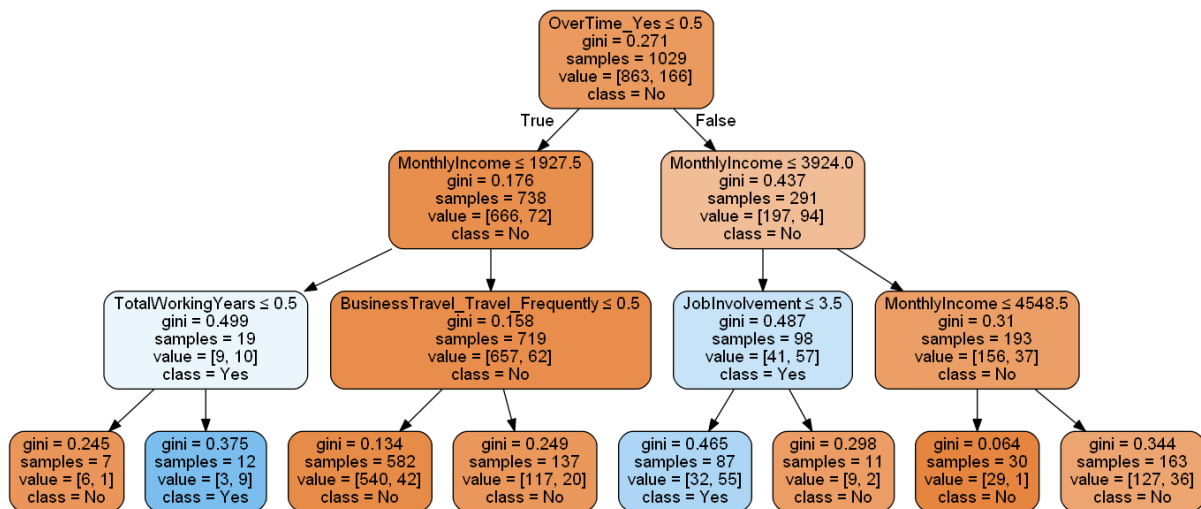 OverTime_Yes ≤ 0.5
gini = 0.271
samples = 1029
value = [863, 166]
class = No
True
False
MonthlyIncome ≤ 1927.5
gini = 0.176
samples = 738
value = [666, 72]
class = No
MonthlyIncome ≤ 3924.0
gini = 0.437
samples = 291
value = [197, 94]
class = No
TotalWorkingYears ≤ 0.5
gini = 0.499
samples = 19
value = [9, 10]
class = Yes
BusinessTravel_Travel_Frequently ≤ 0.5
gini = 0.158
samples = 719
value = [657, 62]
class = No
JobInvolvement ≤ 3.5
gini = 0.487
samples = 98
value = [41, 57]
class = Yes
MonthlyIncome ≤ 4548.5
gini = 0.31
samples = 193
value = [156, 37]
class = No
gini = 0.245
samples = 7
value = [6, 1]
class = No
gini = 0.375
samples = 12
value = [3, 9]
class = Yes
gini = 0.134
samples = 582
value = [540, 42]
class = No
gini = 0.249
samples = 137
value = [117, 20]
class = No
gini = 0.465
samples = 87
value = [32, 55]
class = Yes
gini = 0.298
samples = 11
value = [9, 2]
class = No
gini = 0.064
samples = 30
value = [29, 1]
class = No
gini = 0.344
samples = 163
value = [127, 36]
class = No